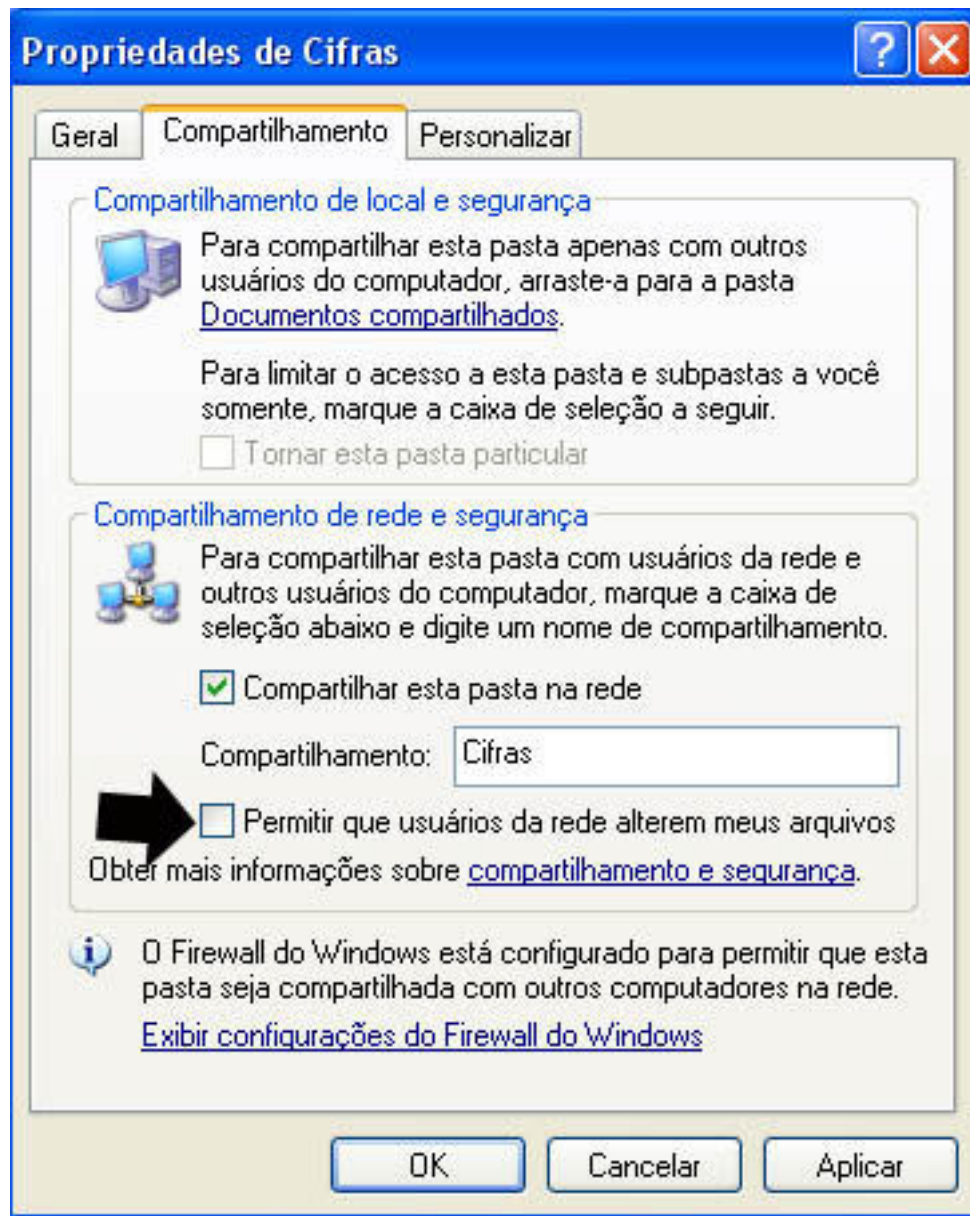 Propriedades de Cifras
Geral
Compartilhamento
Personalizar
Compartilhamento de local e segurança
Para compartilhar esta pasta apenas com outros
usuários do computador, arraste-a para a pasta
Documentos compartilhados.
Para limitar o acesso a esta pasta e subpastas a você
somente, marque a caixa de seleção a seguir.
Tornar esta pasta particular
Compartilhamento de rede e segurança
Para compartilhar esta pasta com usuários da rede e
outros usuários do computador, marque a caixa de
seleção abaixo e digite um nome de compartilhamento.
Compartilhar esta pasta na rede
Compartilhamento: Cifras
Permitir que usuários da rede alterem meus arquivos
Obter mais informações sobre compartilhamento e segurança.
O Firewall do Windows está configurado para permitir que esta
pasta seja compartilhada com outros computadores na rede.
Exibir configurações do Firewall do Windows
OK
Cancelar
Aplicar